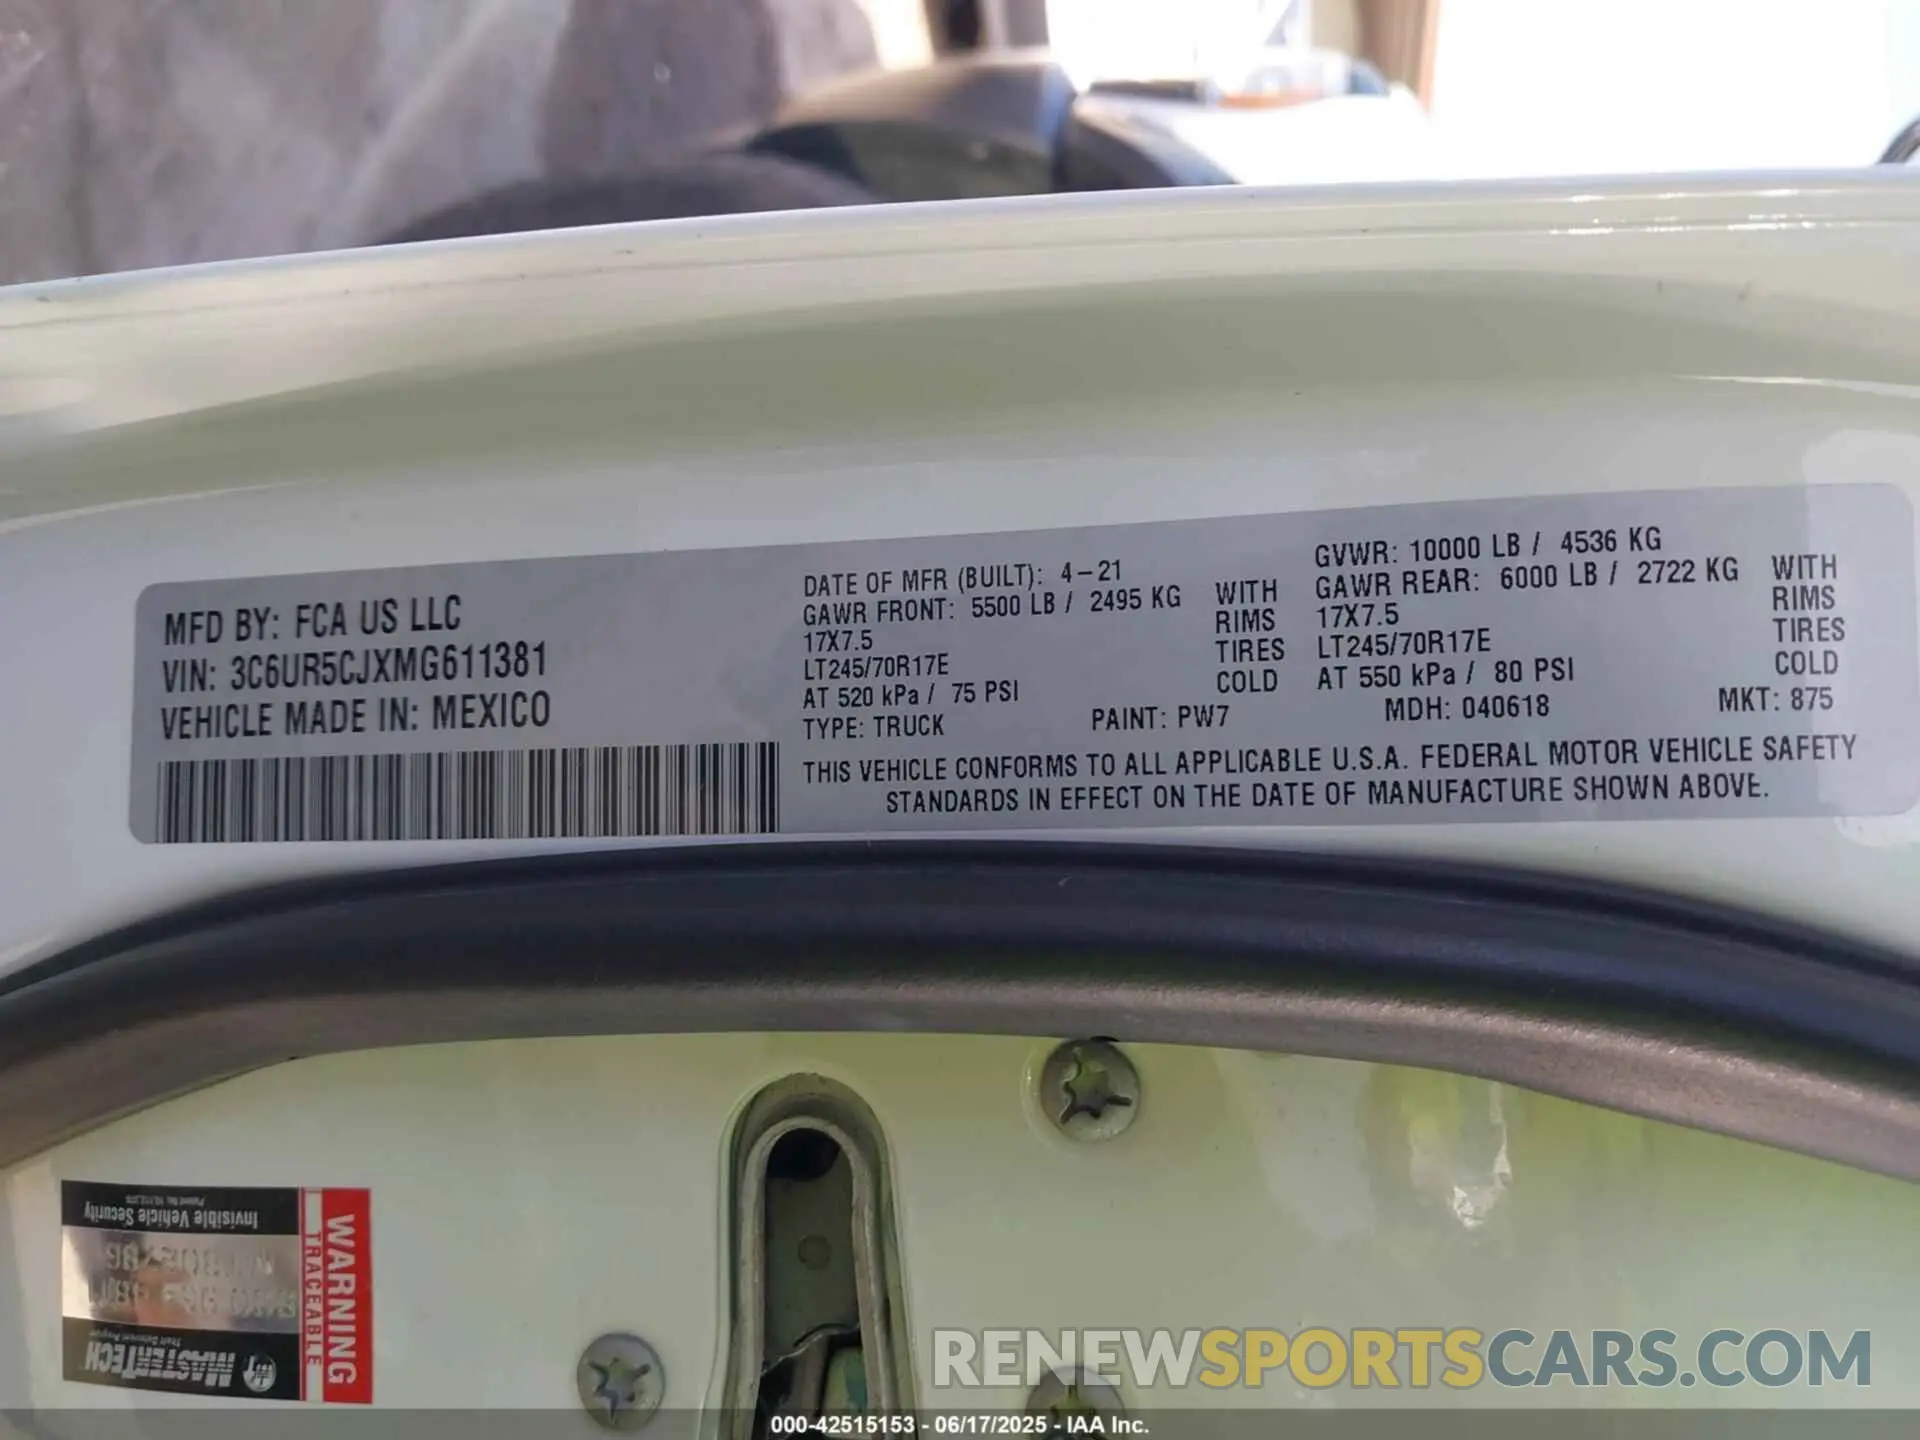 MFD BY: FCA US LLC
VIN: 3C6UR5CJXMG611381
VEHICLE MADE IN: MEXICO
DATE OF MFR (BUILT): 4-21
GAWR FRONT: 5500 LB / 2495 KG WITH
17X7.5 RIMS
LT245/70R17E TIRES
AT 520 kPa / 75 PSI COLD
GVWR: 10000 LB / 4536 KG
GAWR REAR: 6000 LB / 2722 KG WITH
17X7.5 RIMS
LT245/70R17E TIRES
AT 550 kPa / 80 PSI COLD
TYPE: TRUCK PAINT: PW7 MDH: 040618 MKT: 875
THIS VEHICLE CONFORMS TO ALL APPLICABLE U.S.A. FEDERAL MOTOR VEHICLE SAFETY
STANDARDS IN EFFECT ON THE DATE OF MANUFACTURE SHOWN ABOVE.
WARNING
TRACEABLE
MASTERTECH
Theft Deterrent Program
Invisible Vehicle Security
RENEWSPORTSCARS.COM
000-42515153 - 06/17/2025 - IAA Inc.